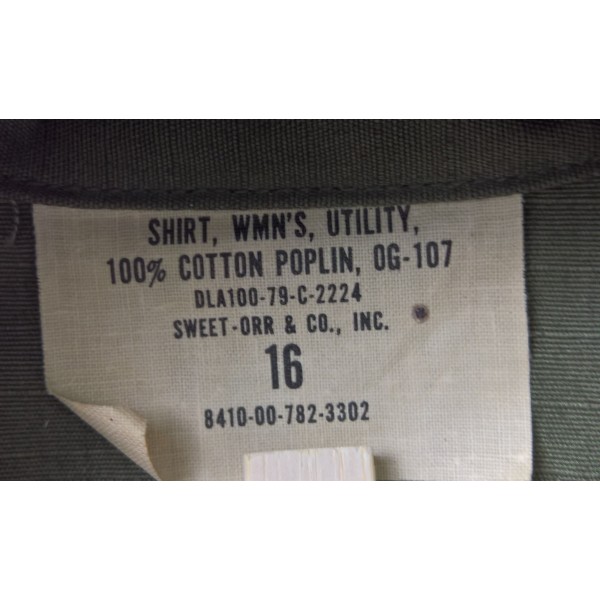 SHIRT, WMN'S, UTILITY,
100% COTTON POPLIN, OG-107
DLA100-79-C-2224
SWEET-ORR & CO., INC.
16
8410-00-782-3302